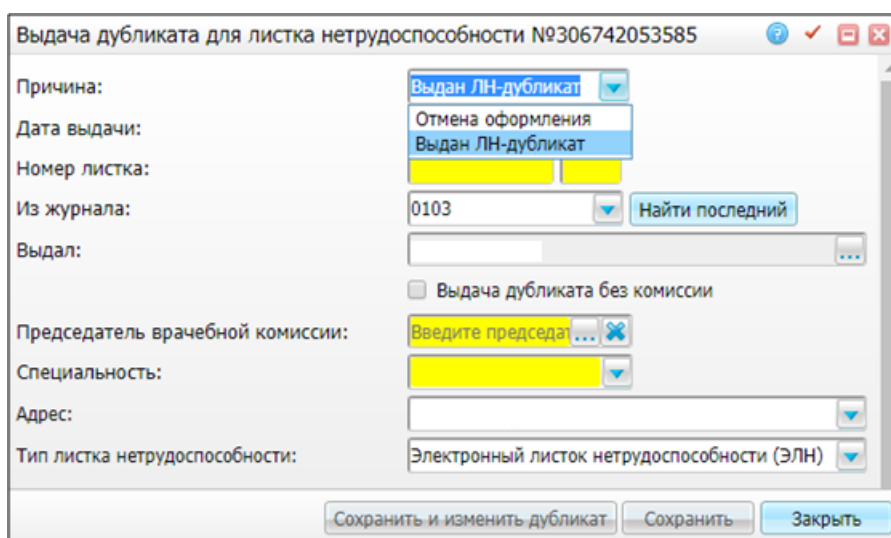 Выдача дубликата для листка нетрудоспособности №306742053585
Причина: Выдан ЛН-дубликат
Отмена оформления
Дата выдачи: Выдан ЛН-дубликат
Номер листка:
Из журнала: 0103 Найти последний
Выдал: ...
Выдача дубликата без комиссии
Председатель врачебной комиссии: Введите председат ...
Специальность:
Адрес:
Тип листка нетрудоспособности: Электронный листок нетрудоспособности (ЭЛН)
Сохранить и изменить дубликат Сохранить Закрыть